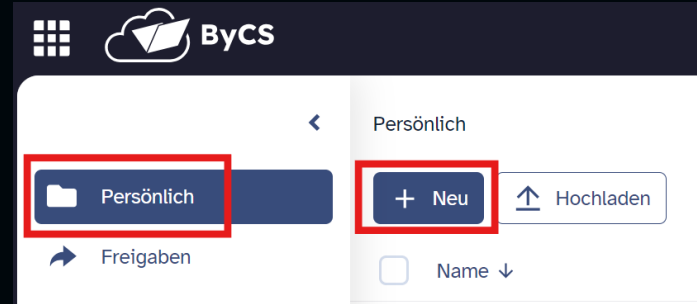 ByCS
Persönlich
Persönlich
+ Neu
Hochladen
Freigaben
Name ↓